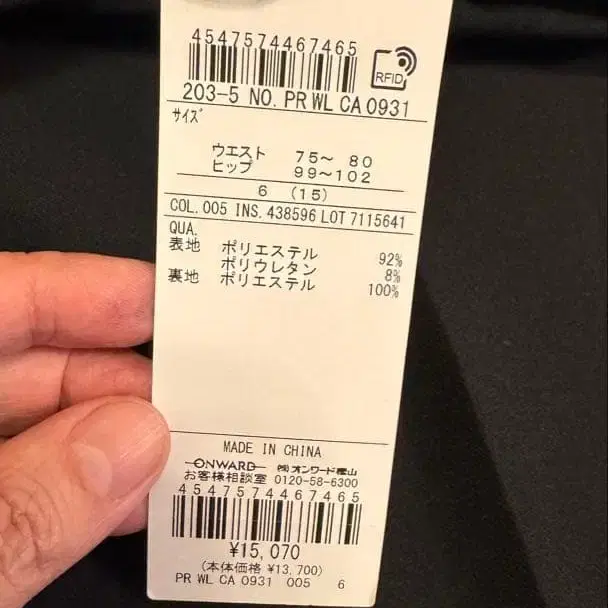 4547574467465
RFID
203-5 NO. PR WL CA 0931
サイズ
ウエスト 75～ 80
ヒップ 99～102
6 (15)
COL. 005 INS. 438596 LOT 7115641
QUA.
表地 ポリエステル 92%
ポリウレタン 8%
裏地 ポリエステル 100%
MADE IN CHINA
ONWARD ㈱オンワード樫山
お客様相談室 0120-58-6300
4547574467465
¥15,070
(本体価格 ¥13,700)
PR WL CA 0931 005 6